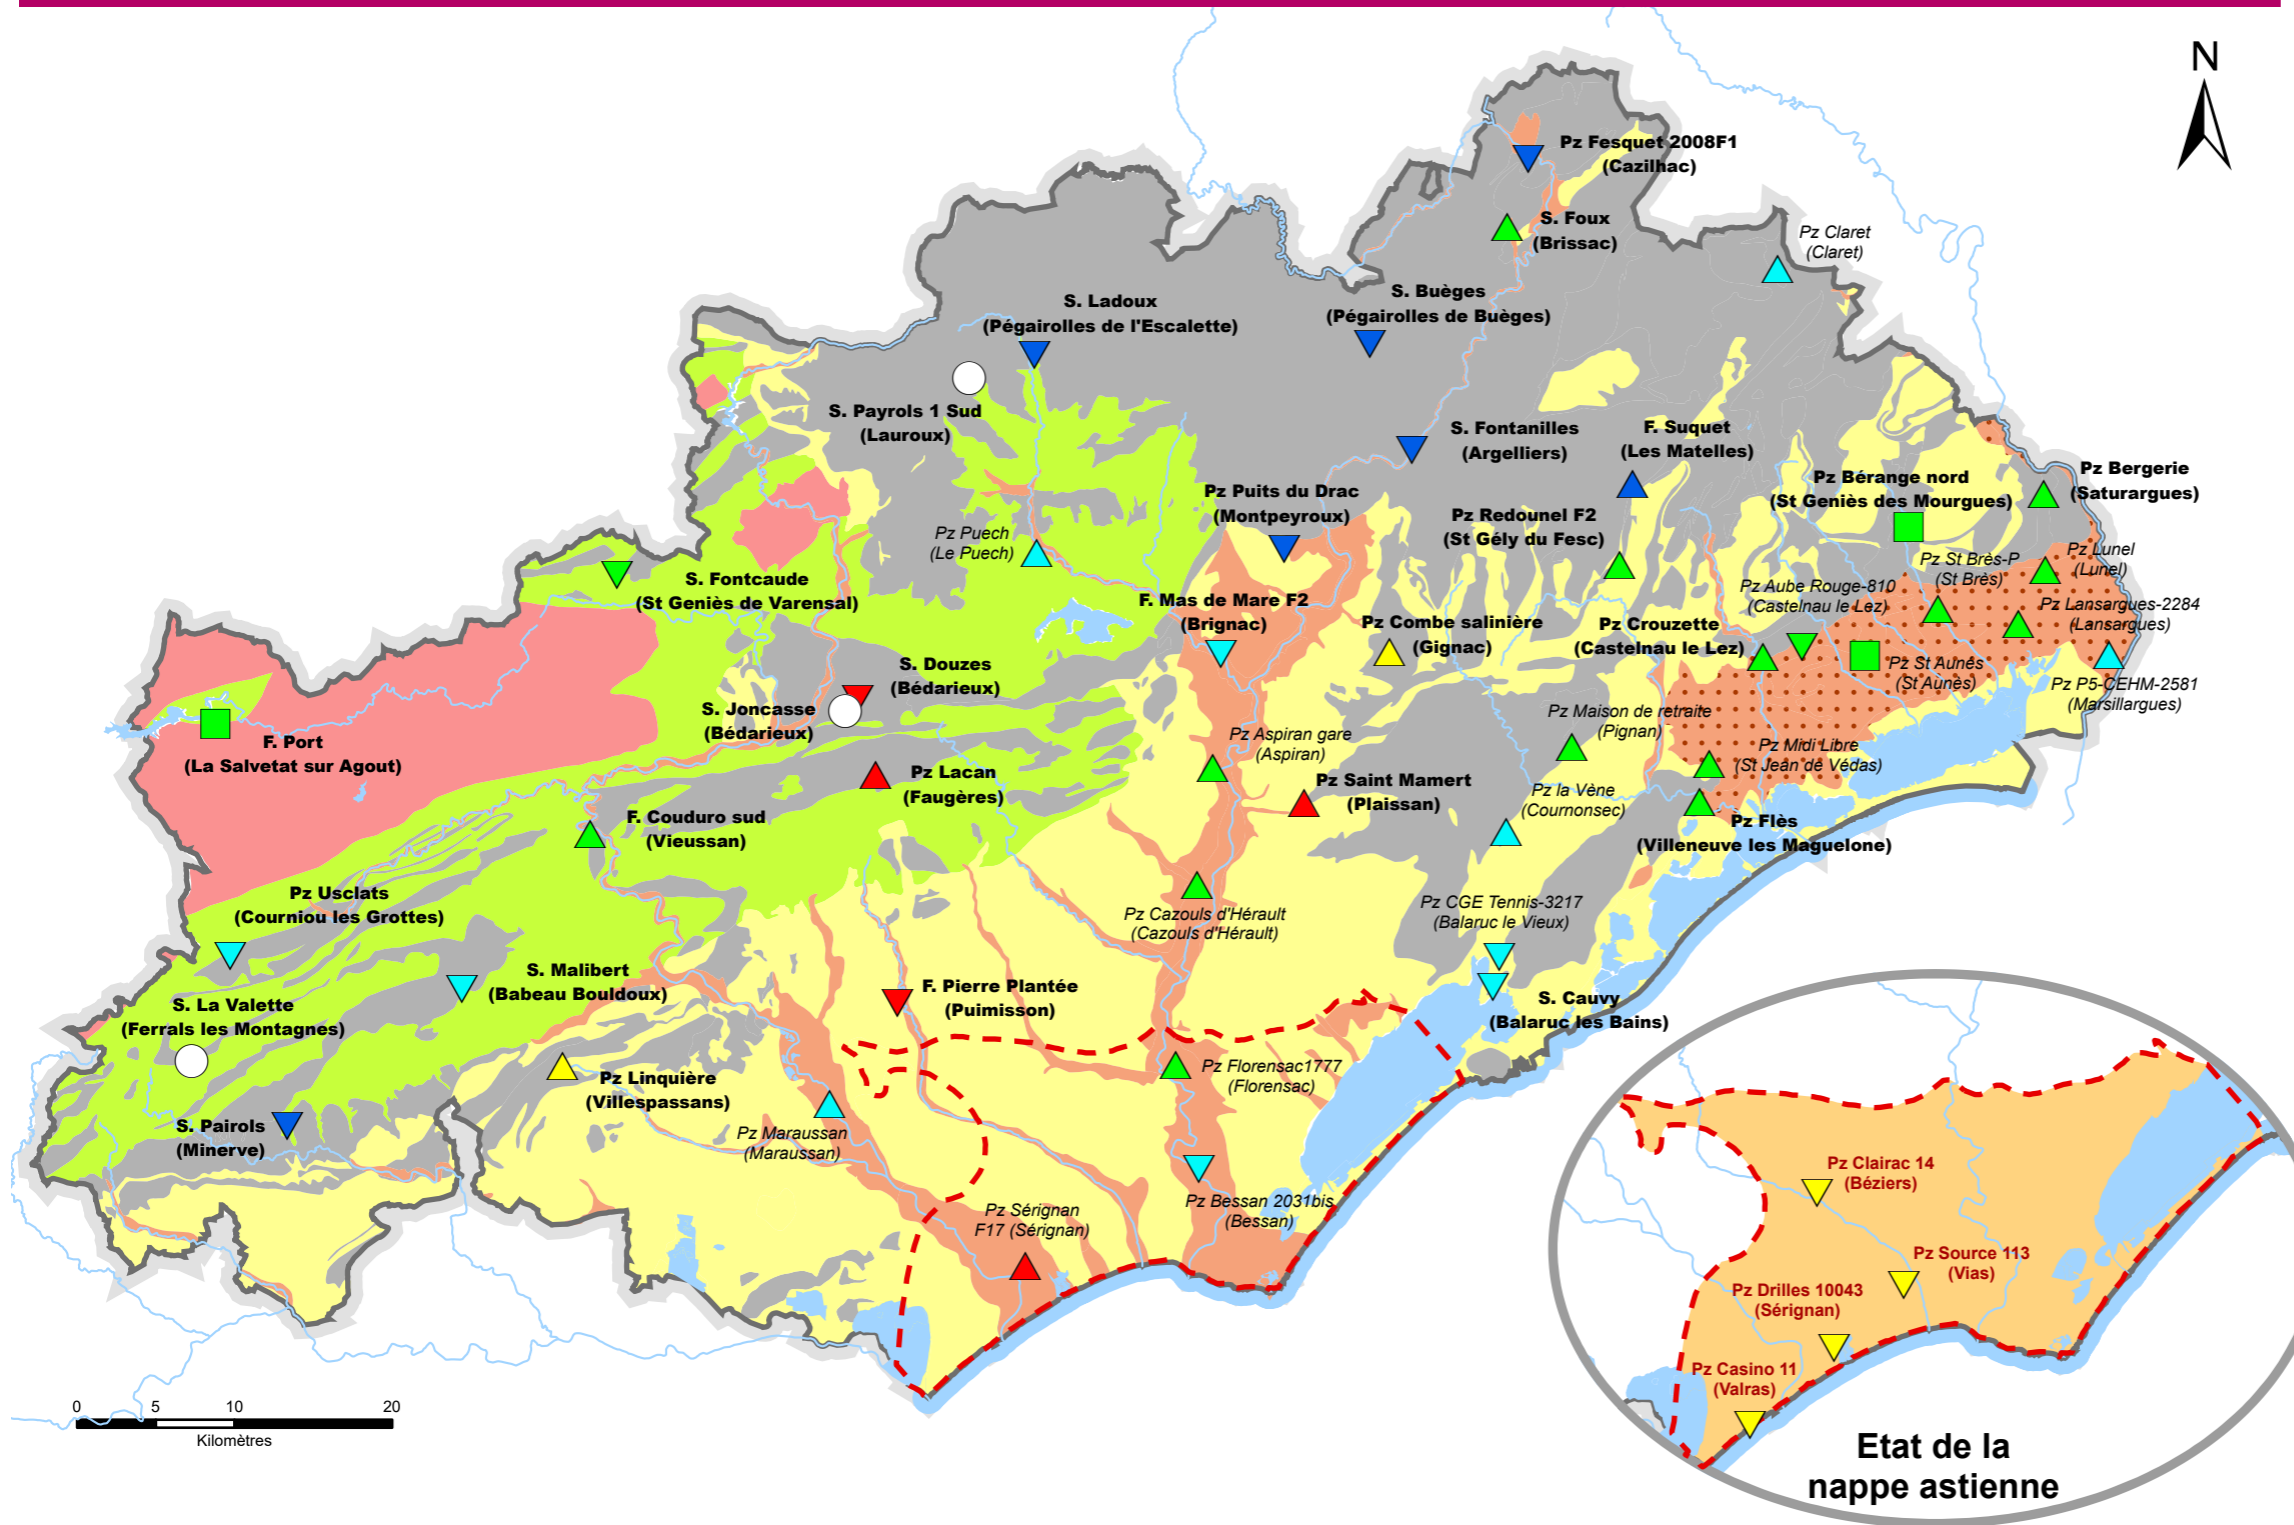 N
Pz Fesquet 2008F1
(Cazilhac)
S. Foux
(Brissac)
Pz Claret
(Claret)
S. Ladoux
(Pégairolles de l'Escalette)
S. Buèges
(Pégairolles de Buèges)
S. Payrols 1 Sud
(Lauroux)
S. Fontanilles
(Argelliers)
F. Suquet
(Les Matelles)
Pz Bérange nord
(St Geniès des Mourgues)
Pz Bergerie
(Saturargues)
Pz Puits du Drac
(Montpeyroux)
Pz Redounel F2
(St Gély du Fesc)
Pz Puech
(Le Puech)
Pz St Brès-P
(St Brès)
Pz Lunel
(Lunel)
S. Fontcaude
(St Geniès de Varensal)
Pz Aube Rouge-810
(Castelnau le Lez)
F. Mas de Mare F2
(Brignac)
Pz Combe salinière
(Gignac)
Pz Crouzette
(Castelnau le Lez)
Pz Lansargues-2284
(Lansargues)
S. Douzes
(Bédarieux)
Pz St Aunès
(St Aunès)
Pz P5-CEHM-2581
(Marsillargues)
S. Joncasse
(Bédarieux)
Pz Maison de retraite
(Pignan)
F. Port
(La Salvetat sur Agout)
Pz Aspiran gare
(Aspiran)
Pz Midi Libre
(St Jean de Védas)
Pz Lacan
(Faugères)
Pz Saint Mamert
(Plaissan)
Pz la Vène
(Cournonsec)
F. Couduro sud
(Vieussan)
Pz Flès
(Villeneuve les Maguelone)
Pz Usclats
(Courniou les Grottes)
Pz Cazouls d'Hérault
(Cazouls d'Hérault)
Pz CGE Tennis-3217
(Balaruc le Vieux)
S. Malibert
(Babeau Bouldoux)
F. Pierre Plantée
(Puimisson)
S. La Valette
(Ferrals les Montagnes)
S. Cauvy
(Balaruc les Bains)
Pz Linquière
(Villespassans)
Pz Florensac1777
(Florensac)
S. Pairols
(Minerve)
Pz Maraussan
(Maraussan)
Pz Bessan 2031bis
(Bessan)
Pz Sérignan
F17 (Sérignan)
Pz Clairac 14
(Béziers)
Pz Source 113
(Vias)
Pz Drilles 10043
(Sérignan)
Pz Casino 11
(Valras)
Etat de la
nappe astienne
0 5 10 20
Kilomètres